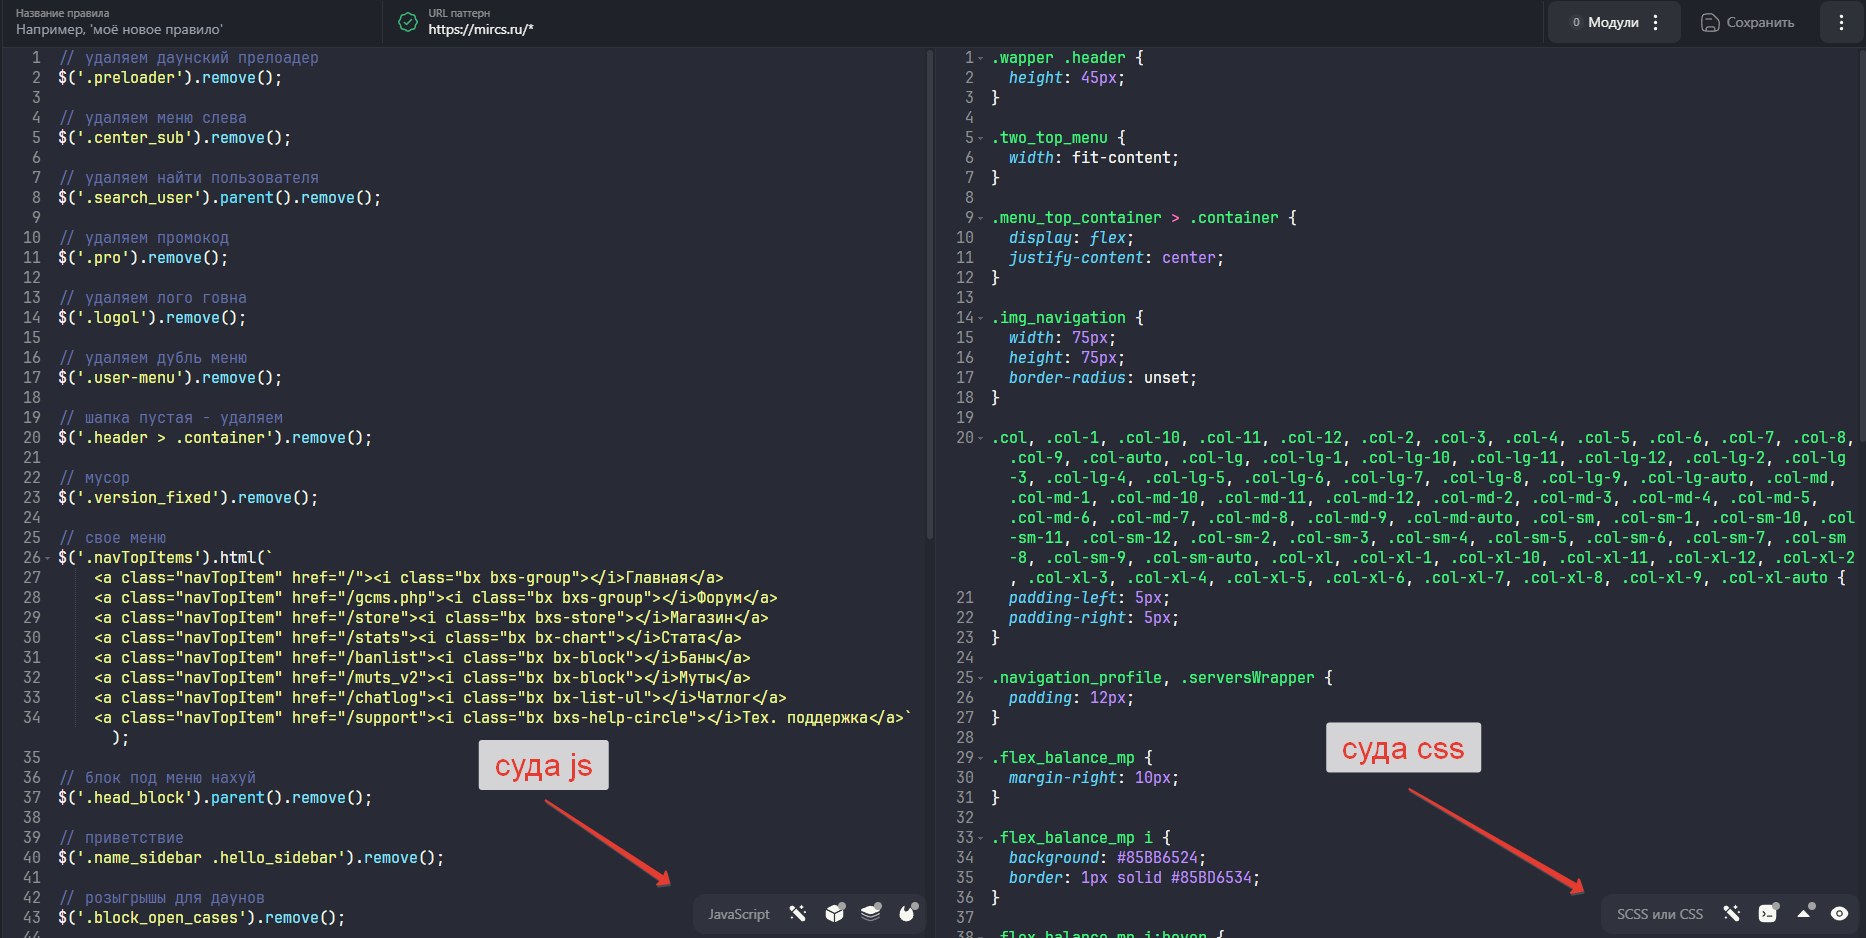 Название правила
Например, 'моё новое правило'
URL паттерн
https://mircs.ru/*
0 Модули
Сохранить
1 // удаляем даунский прелоадер
2 $('.preloader').remove();
3
4 // удаляем меню слева
5 $('.center_sub').remove();
6
7 // удаляем найти пользователя
8 $('.search_user').parent().remove();
9
10 // удаляем промокод
11 $('.pro').remove();
12
13 // удаляем лого говна
14 $('.logol').remove();
15
16 // удаляем дубль меню
17 $('.user-menu').remove();
18
19 // шапка пустая - удаляем
20 $('.header > .container').remove();
21
22 // мусор
23 $('.version_fixed').remove();
24
25 // свое меню
26 $('.navTopItems').html(`
27 <a class="navTopItem" href="/"><i class="bx bxs-group"></i>Главная</a>
28 <a class="navTopItem" href="/gcms.php"><i class="bx bxs-group"></i>Форум</a>
29 <a class="navTopItem" href="/store"><i class="bx bxs-store"></i>Магазин</a>
30 <a class="navTopItem" href="/stats"><i class="bx bx-chart"></i>Стата</a>
31 <a class="navTopItem" href="/banlist"><i class="bx bx-block"></i>Баны</a>
32 <a class="navTopItem" href="/muts_v2"><i class="bx bx-block"></i>Муты</a>
33 <a class="navTopItem" href="/chatlog"><i class="bx bx-list-ul"></i>Чатлог</a>
34 <a class="navTopItem" href="/support"><i class="bx bxs-help-circle"></i>Тех. поддержка</a>`
);
35
36 // блок под меню нахуй
37 $('.head_block').parent().remove();
38
39 // приветствие
40 $('.name_sidebar .hello_sidebar').remove();
41
42 // розыгрышы для даунов
43 $('.block_open_cases').remove();
44
суда js
JavaScript
1 .wapper .header {
2 height: 45px;
3 }
4
5 .two_top_menu {
6 width: fit-content;
7 }
8
9 .menu_top_container > .container {
10 display: flex;
11 justify-content: center;
12 }
13
14 .img_navigation {
15 width: 75px;
16 height: 75px;
17 border-radius: unset;
18 }
19
20 .col, .col-1, .col-10, .col-11, .col-12, .col-2, .col-3, .col-4, .col-5, .col-6, .col-7, .col-8,
.col-9, .col-auto, .col-lg, .col-lg-1, .col-lg-10, .col-lg-11, .col-lg-12, .col-lg-2, .col-lg
-3, .col-lg-4, .col-lg-5, .col-lg-6, .col-lg-7, .col-lg-8, .col-lg-9, .col-lg-auto, .col-md,
.col-md-1, .col-md-10, .col-md-11, .col-md-12, .col-md-2, .col-md-3, .col-md-4, .col-md-5,
.col-md-6, .col-md-7, .col-md-8, .col-md-9, .col-md-auto, .col-sm, .col-sm-1, .col-sm-10, .col
-sm-11, .col-sm-12, .col-sm-2, .col-sm-3, .col-sm-4, .col-sm-5, .col-sm-6, .col-sm-7, .col-sm
-8, .col-sm-9, .col-sm-auto, .col-xl, .col-xl-1, .col-xl-10, .col-xl-11, .col-xl-12, .col-xl-2
, .col-xl-3, .col-xl-4, .col-xl-5, .col-xl-6, .col-xl-7, .col-xl-8, .col-xl-9, .col-xl-auto {
21 padding-left: 5px;
22 padding-right: 5px;
23 }
24
25 .navigation_profile, .serversWrapper {
26 padding: 12px;
27 }
28
29 .flex_balance_mp {
30 margin-right: 10px;
31 }
32
33 .flex_balance_mp i {
34 background: #85BB6524;
35 border: 1px solid #85BD6534;
36 }
37
38 .flex_balance_mp i:hover {
суда css
SCSS или CSS